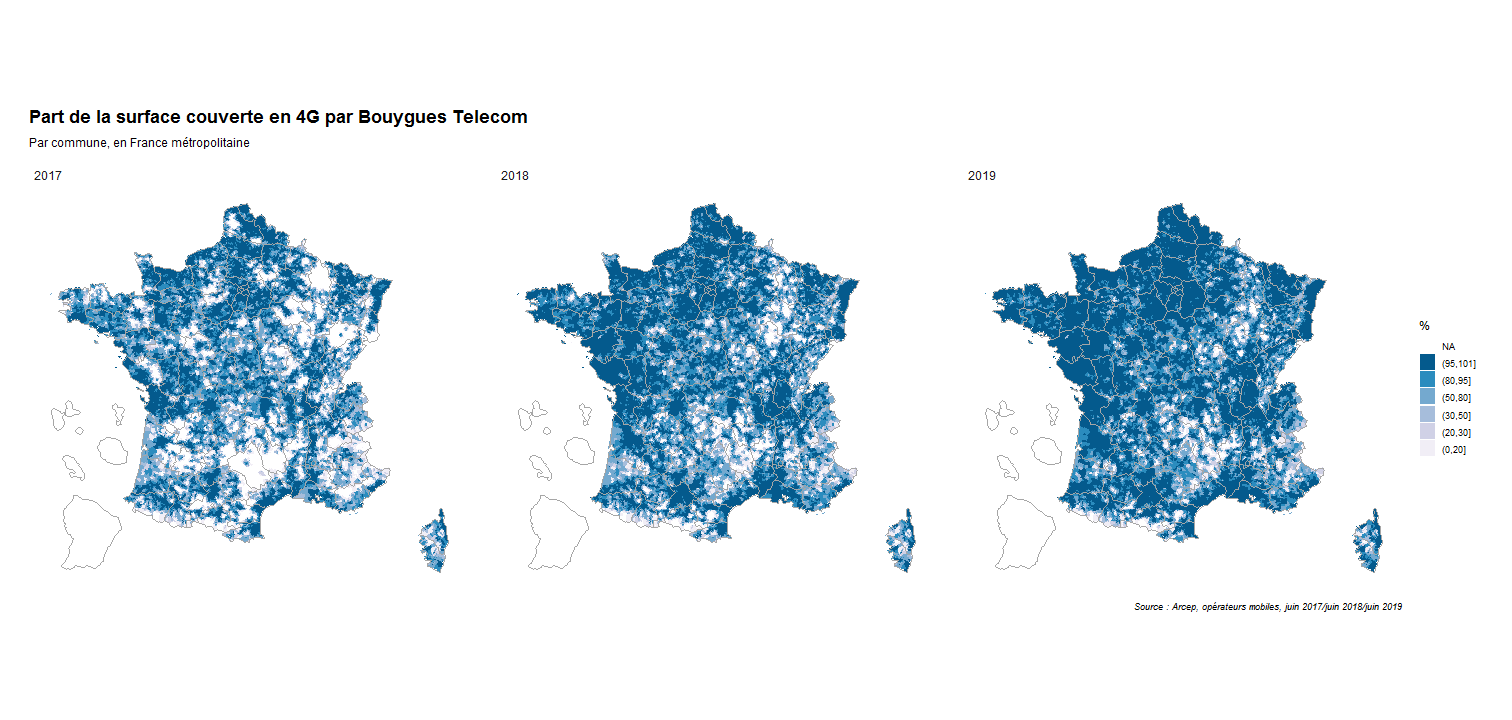 Part de la surface couverte en 4G par Bouygues Telecom
Par commune, en France métropolitaine
2017
2018
2019
%
NA
(95,101]
(80,95]
(50,80]
(30,50]
(20,30]
(0,20]
Source : Arcep, opérateurs mobiles, juin 2017/juin 2018/juin 2019